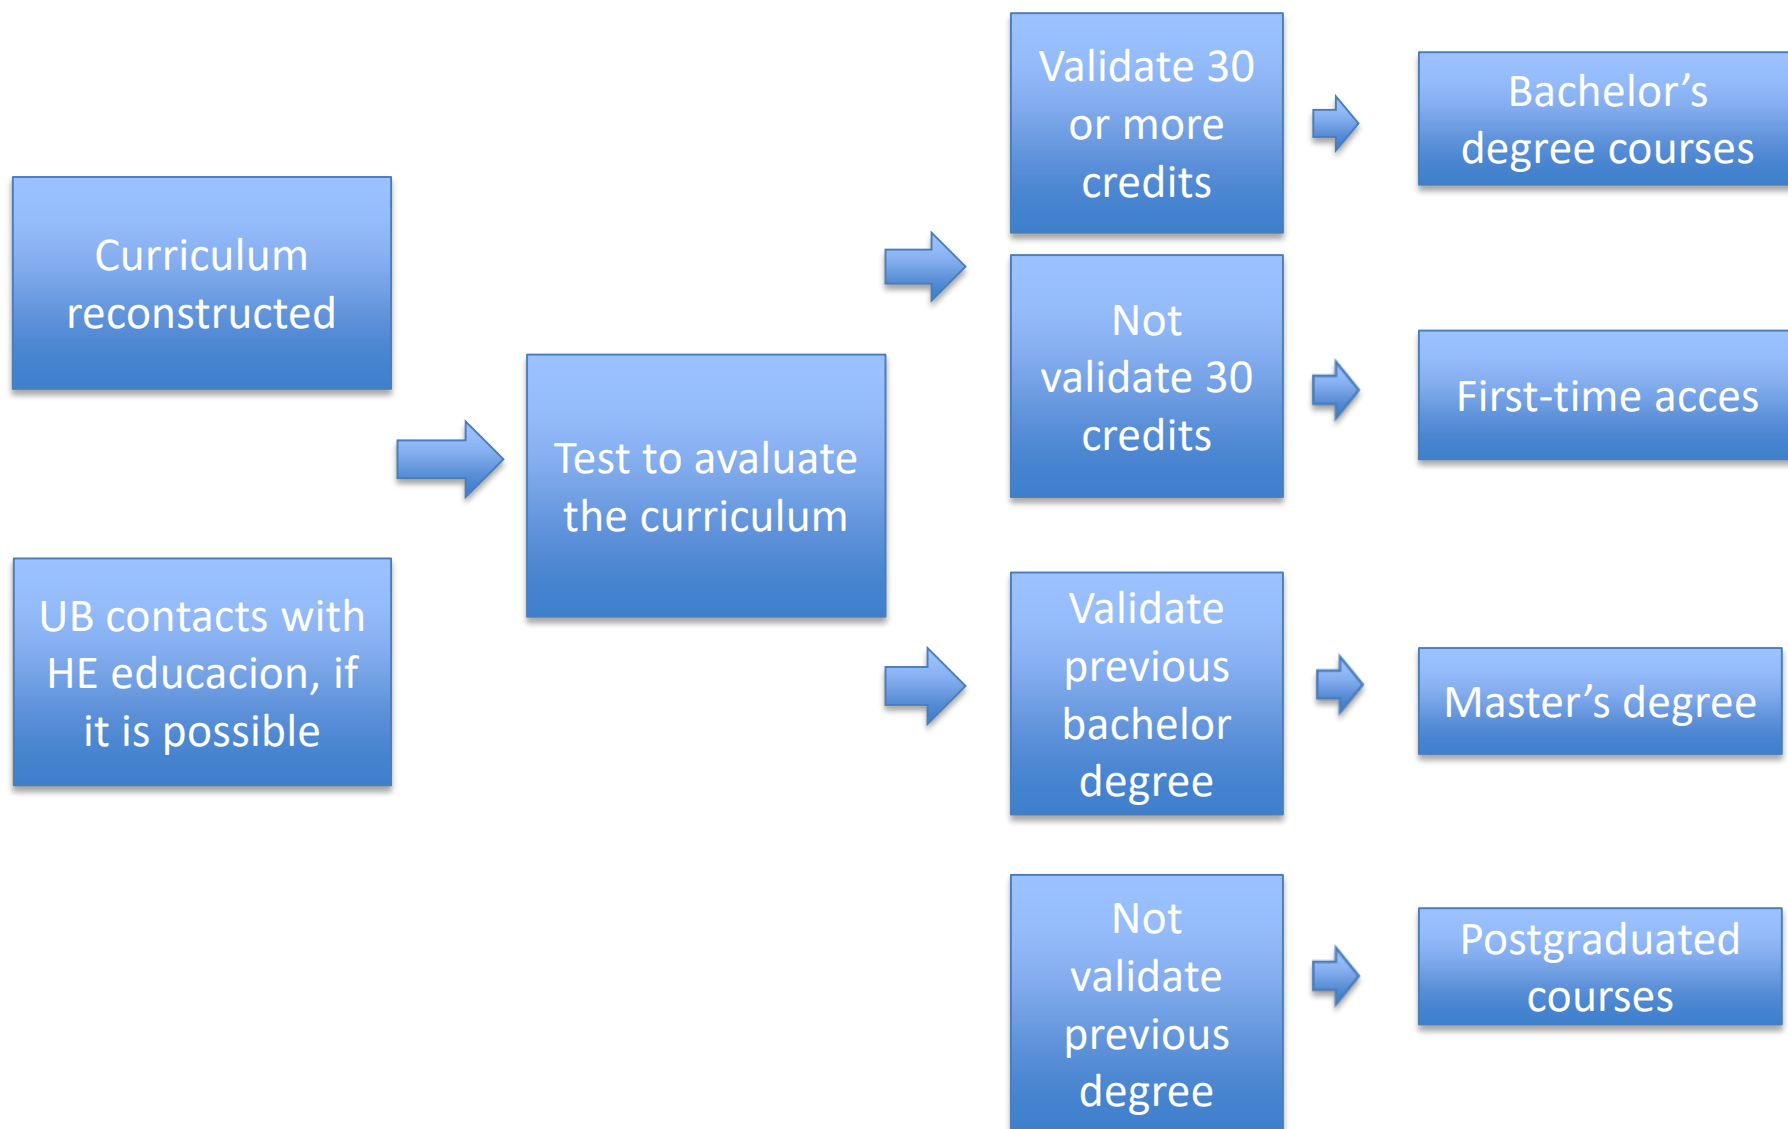 Curriculum
reconstructed
UB contacts with
HE educacion, if
it is possible
Test to avaluate
the curriculum
Validate 30
or more
credits
Bachelor’s
degree courses
Not
validate 30
credits
First-time acces
Validate
previous
bachelor
degree
Master’s degree
Not
validate
previous
degree
Postgraduated
courses